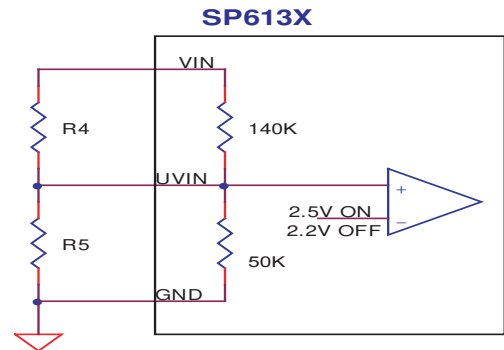 SP613X
VIN
R4
140K
UVIN
+
2.5V ON
−
2.2V OFF
R5
50K
GND